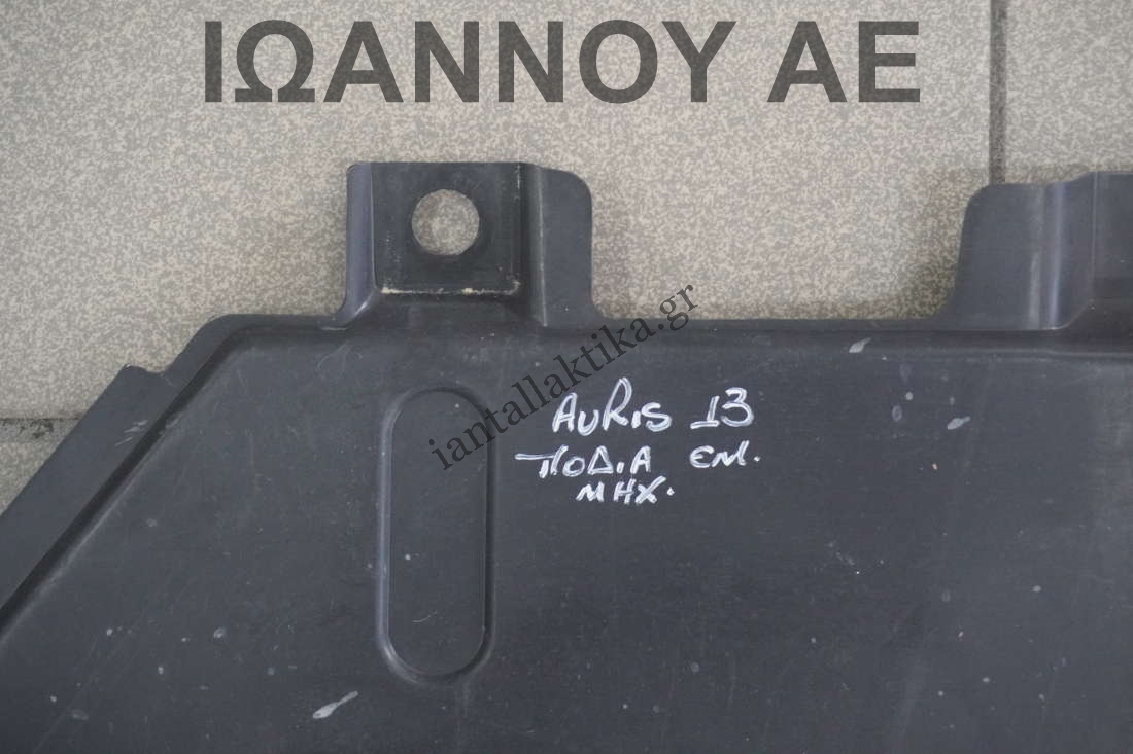 ΙΩΑΝΝΟΥ ΑΕ
iantallaktika.gr
AURIS 13
ΠΟΔΙΑ ΕΜ.
ΜΗΧ.